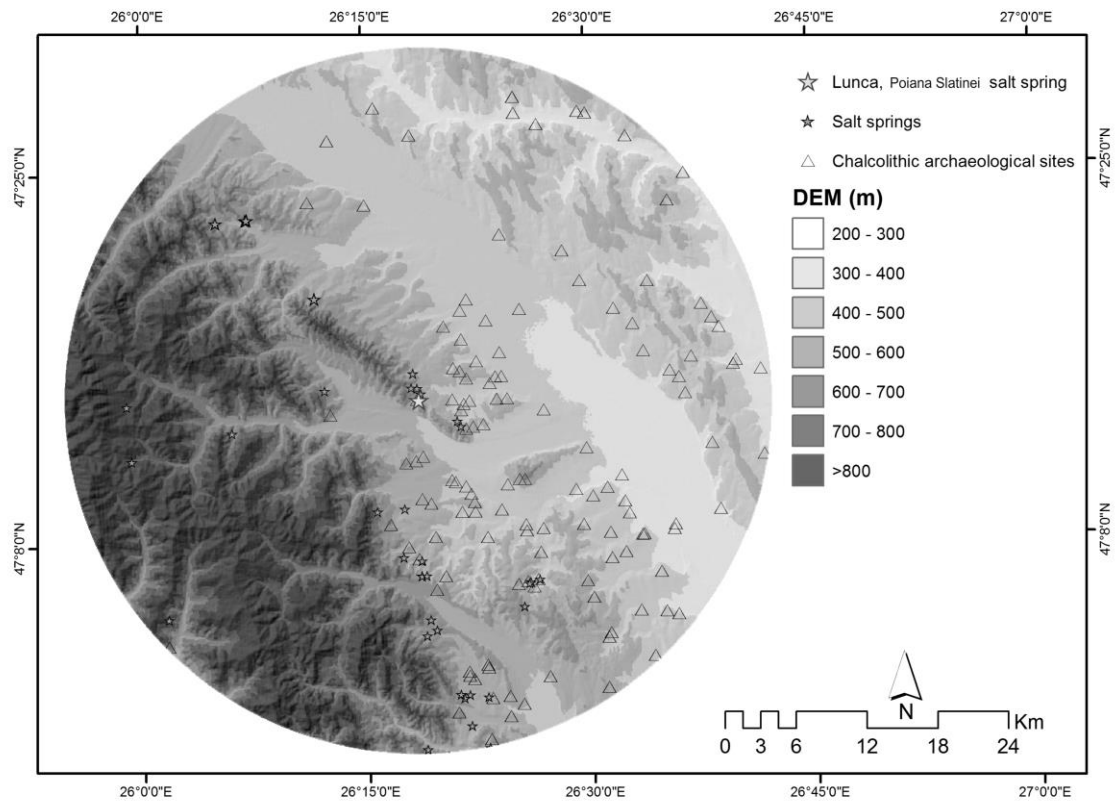 26°0'0"E 26°15'0"E 26°30'0"E 26°45'0"E 27°0'0"E
Lunca, Poiana Slatinei salt spring
Salt springs
Chalcolithic archaeological sites
DEM (m)
200 - 300
300 - 400
400 - 500
500 - 600
600 - 700
700 - 800
>800
47°25'0"N
47°25'0"N
47°8'0"N
47°8'0"N
N
Km
0 3 6 12 18 24
26°0'0"E 26°15'0"E 26°30'0"E 26°45'0"E 27°0'0"E